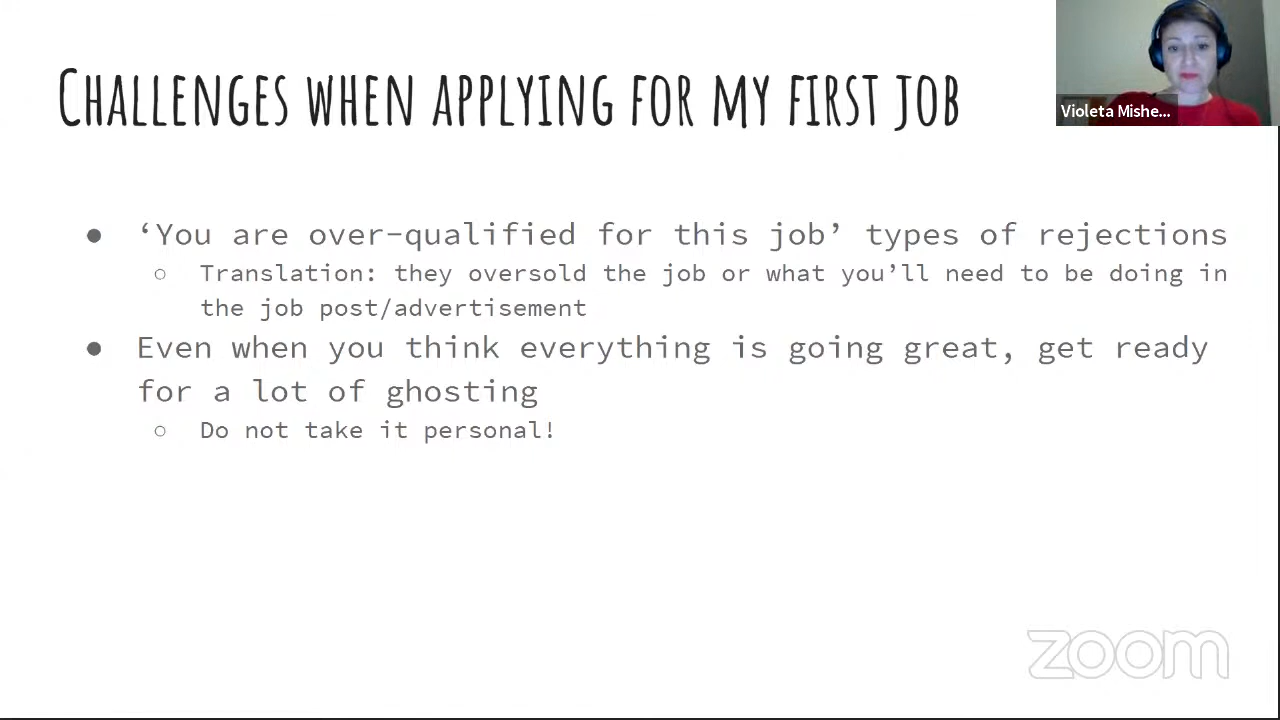 Challenges when applying for my first job
Violeta Mishe...
● ‘You are over-qualified for this job’ types of rejections
○ Translation: they oversold the job or what you’ll need to be doing in
the job post/advertisement
● Even when you think everything is going great, get ready
for a lot of ghosting
○ Do not take it personal!
zoom